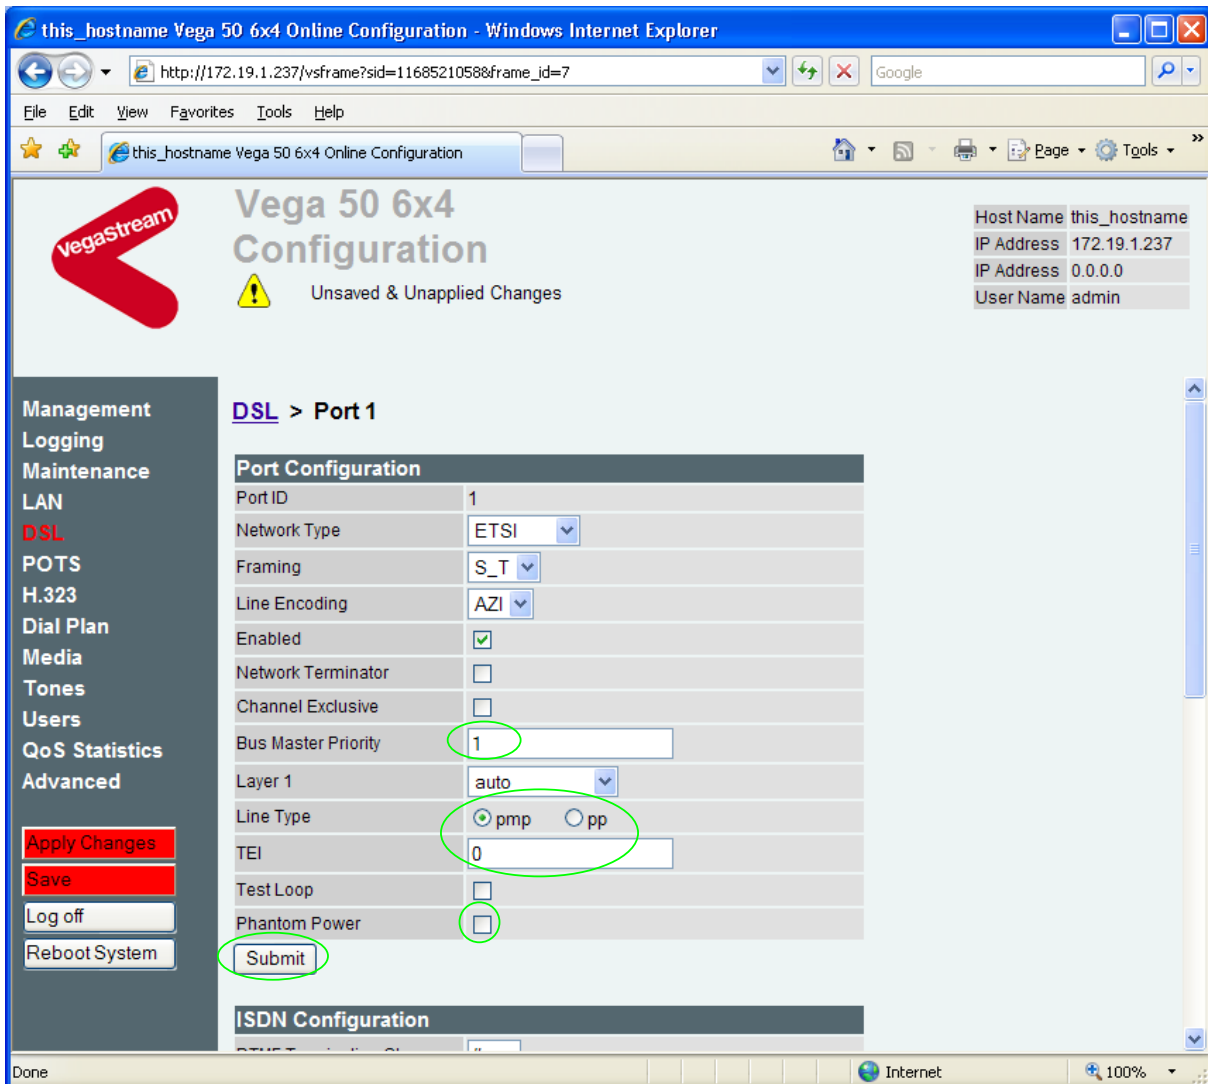 this_hostname Vega 50 6x4 Online Configuration - Windows Internet Explorer
http://172.19.1.237/vsframe?sid=1168521058&frame_id=7
Google
File Edit View Favorites Tools Help
this_hostname Vega 50 6x4 Online Configuration
Page Tools »
vegastream
Vega 50 6x4
Configuration
Unsaved & Unapplied Changes
Host Name this_hostname
IP Address 172.19.1.237
IP Address 0.0.0.0
User Name admin
Management
Logging
Maintenance
LAN
DSL
POTS
H.323
Dial Plan
Media
Tones
Users
QoS Statistics
Advanced
Apply Changes
Save
Log off
Reboot System
DSL > Port 1
Port Configuration
Port ID 1
Network Type ETSI
Framing S_T
Line Encoding AZI
Enabled
Network Terminator
Channel Exclusive
Bus Master Priority 1
Layer 1 auto
Line Type pmp pp
TEI 0
Test Loop
Phantom Power
Submit
ISDN Configuration
Done Internet 100%